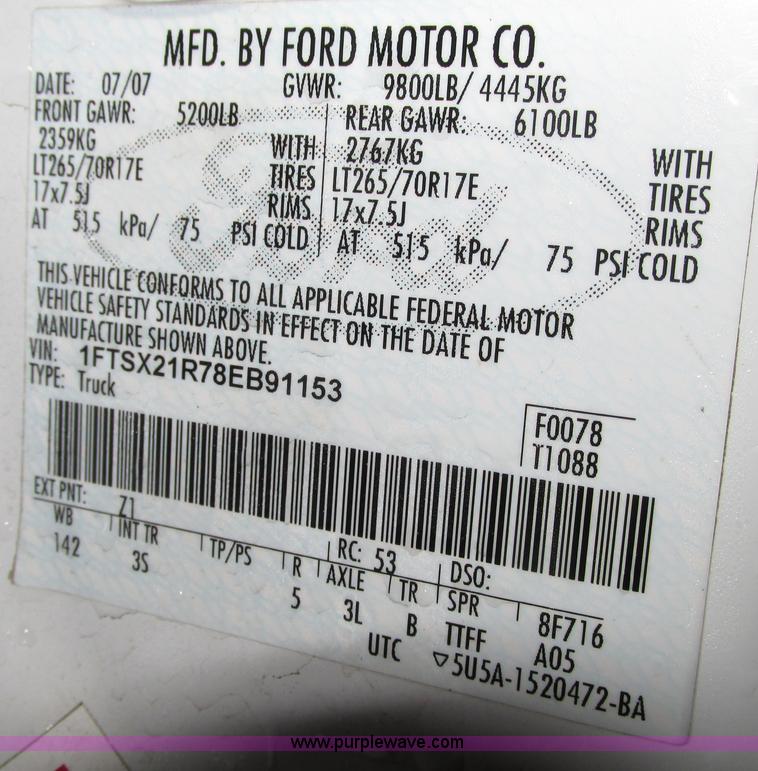 MFD. BY FORD MOTOR CO.
DATE: 07/07 GVWR: 9800LB/ 4445KG
FRONT GAWR: 5200LB REAR GAWR: 6100LB
2359KG WITH 2767KG WITH
LT265/70R17E TIRES LT265/70R17E TIRES
17x7.5J RIMS 17x7.5J RIMS
AT 515 kPa/ 75 PSI COLD AT 515 kPa/ 75 PSI COLD
THIS VEHICLE CONFORMS TO ALL APPLICABLE FEDERAL MOTOR
VEHICLE SAFETY STANDARDS IN EFFECT ON THE DATE OF
MANUFACTURE SHOWN ABOVE.
VIN: 1FTSX21R78EB91153
TYPE: Truck
F0078
T1088
EXT PNT: Z1 RC: 53 DSO:
WB INT TR TP/PS R AXLE TR SPR 8F716
142 3S 5 3L B TTFF A05
UTC ▽5U5A-1520472-BA
Ford
www.purplewave.com